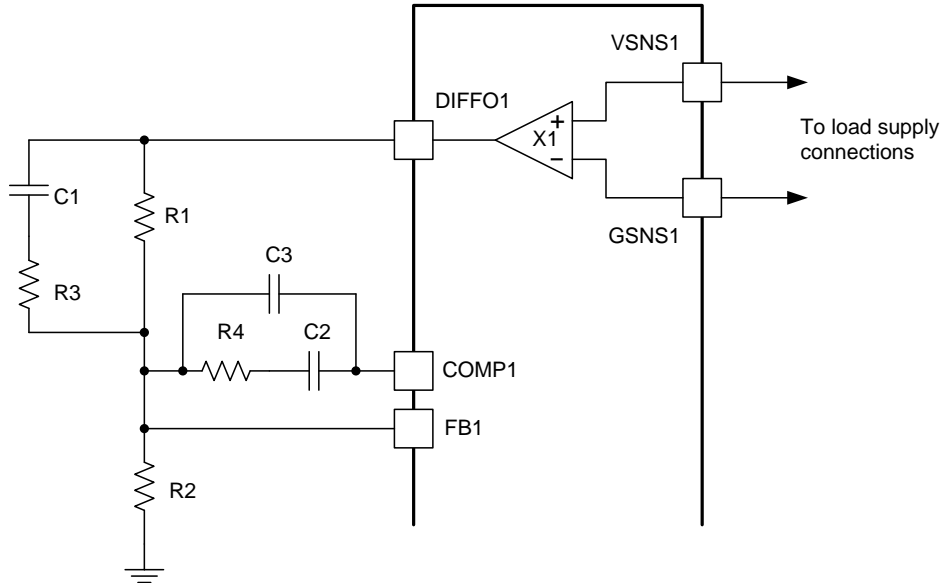 VSNS1
DIFFO1
+
X1
−
To load supply
connections
C1
R1
GSNS1
C3
R3
R4
C2
COMP1
FB1
R2